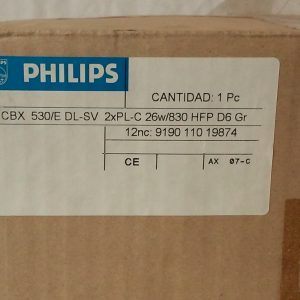 PHILIPS
CANTIDAD: 1 Pc
CBX 530/E DL-SV 2xPL-C 26w/830 HFP D6 Gr
12nc: 9190 110 19874
CE
AX 07-C